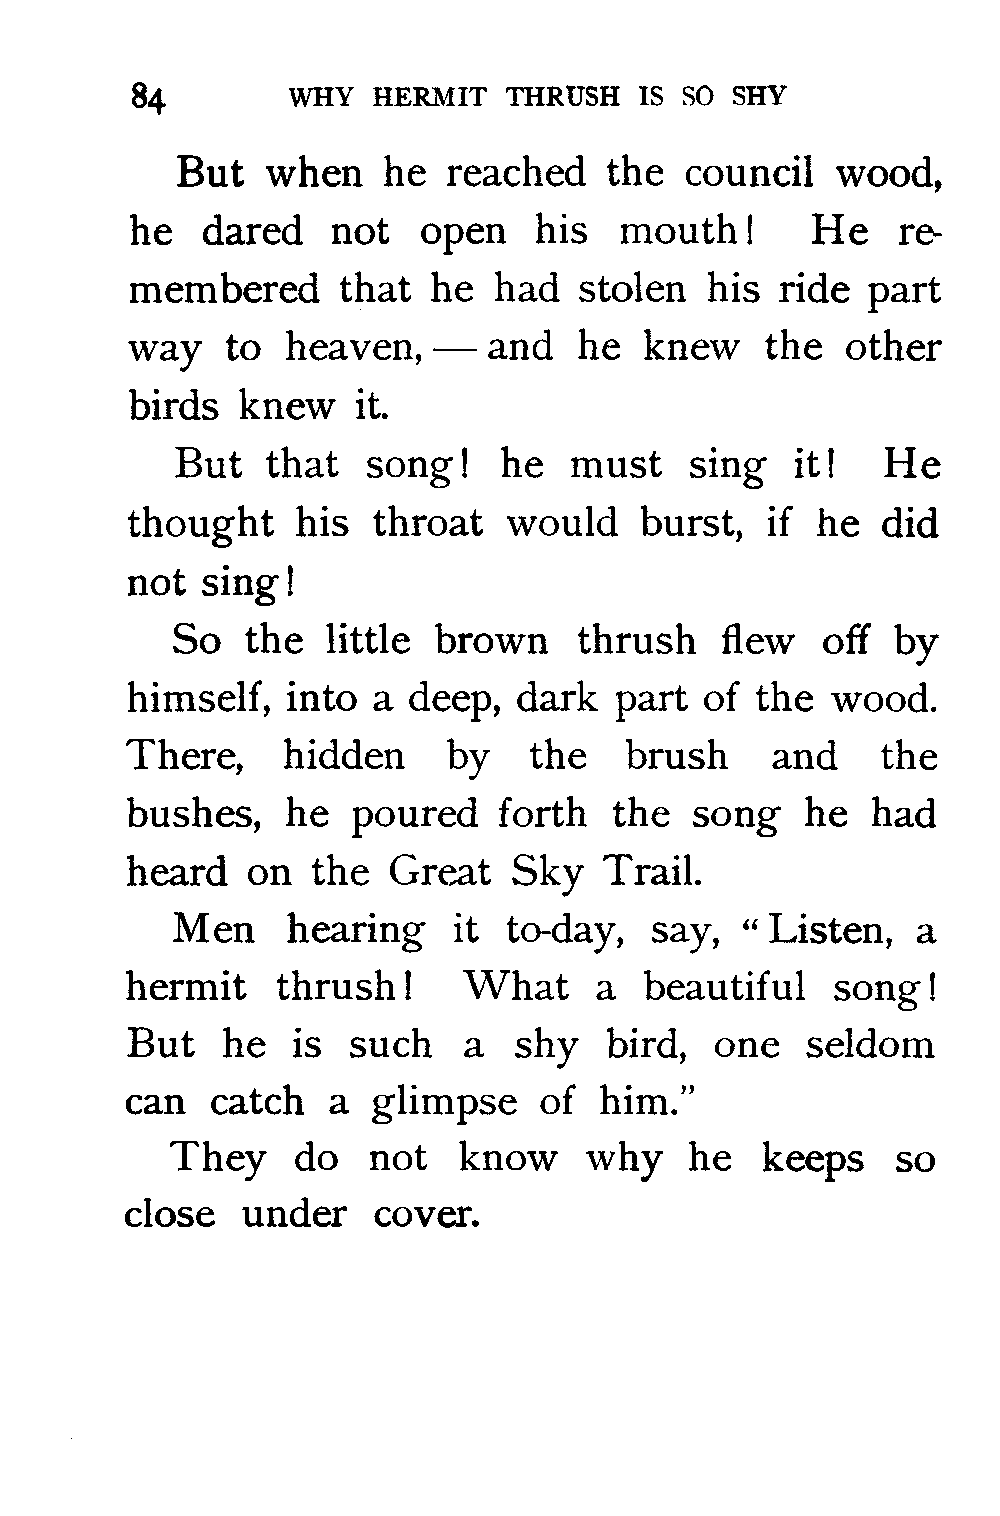 84 WHY HERMIT THRUSH IS SO SHY
But when he reached the council wood,
he dared not open his mouth! He re-
membered that he had stolen his ride part
way to heaven, — and he knew the other
birds knew it.
But that song! he must sing it! He
thought his throat would burst, if he did
not sing!
So the little brown thrush flew off by
himself, into a deep, dark part of the wood.
There, hidden by the brush and the
bushes, he poured forth the song he had
heard on the Great Sky Trail.
Men hearing it to-day, say, “Listen, a
hermit thrush! What a beautiful song!
But he is such a shy bird, one seldom
can catch a glimpse of him.”
They do not know why he keeps so
close under cover.